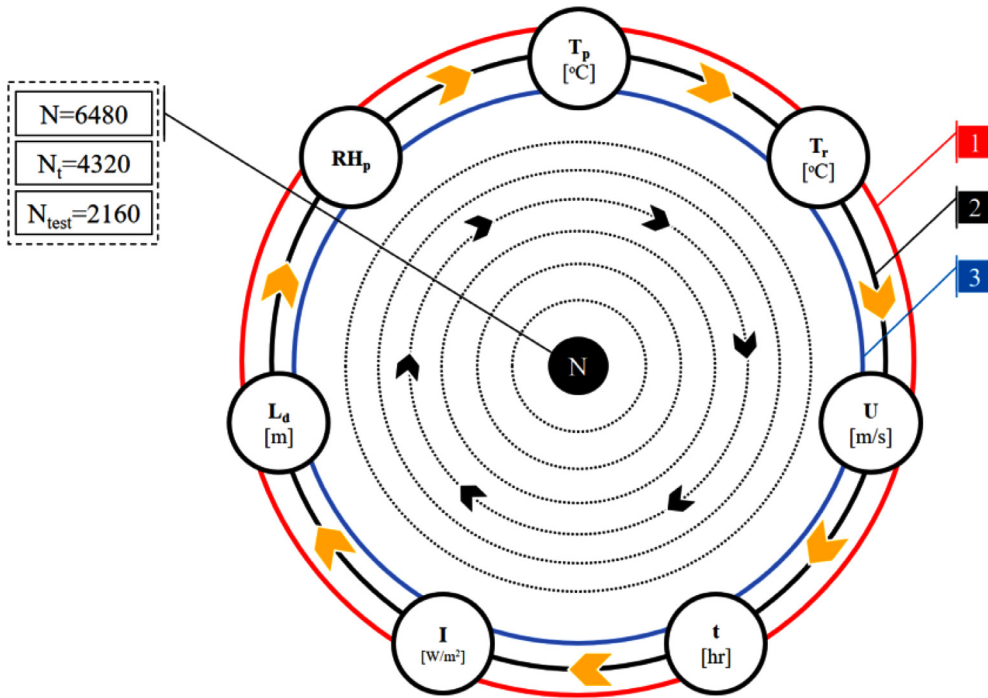 N=6480
Nt=4320
Ntest=2160
Tp
[°C]
Tr
[°C]
U
[m/s]
t
[hr]
I
[W/m²]
Ld
[m]
RHp
N
1
2
3